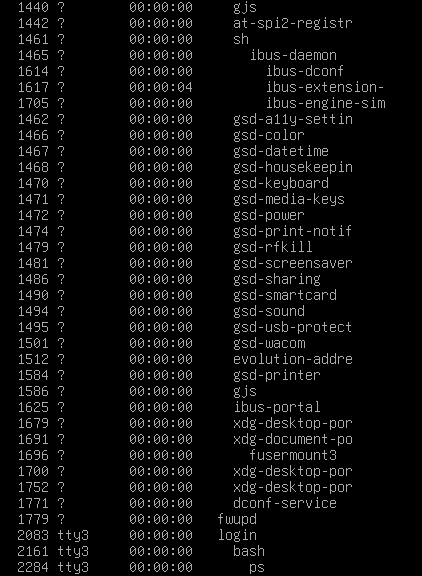 1440 ?        00:00:00     gjs
1442 ?        00:00:00     at-spi2-registr
1461 ?        00:00:00     sh
1465 ?        00:00:00       ibus-daemon
1614 ?        00:00:00         ibus-dconf
1617 ?        00:00:04         ibus-extension-
1705 ?        00:00:00         ibus-engine-sim
1462 ?        00:00:00     gsd-a11y-settin
1466 ?        00:00:00     gsd-color
1467 ?        00:00:00     gsd-datetime
1468 ?        00:00:00     gsd-housekeepin
1470 ?        00:00:00     gsd-keyboard
1471 ?        00:00:00     gsd-media-keys
1472 ?        00:00:00     gsd-power
1474 ?        00:00:00     gsd-print-notif
1479 ?        00:00:00     gsd-rfkill
1481 ?        00:00:00     gsd-screensaver
1486 ?        00:00:00     gsd-sharing
1490 ?        00:00:00     gsd-smartcard
1494 ?        00:00:00     gsd-sound
1495 ?        00:00:00     gsd-usb-protect
1501 ?        00:00:00     gsd-wacom
1512 ?        00:00:00     evolution-addre
1584 ?        00:00:00     gsd-printer
1586 ?        00:00:00     gjs
1625 ?        00:00:00     ibus-portal
1679 ?        00:00:00     xdg-desktop-por
1691 ?        00:00:00     xdg-document-po
1696 ?        00:00:00       fusermount3
1700 ?        00:00:00     xdg-desktop-por
1752 ?        00:00:00     xdg-desktop-por
1771 ?        00:00:00     dconf-service
1779 ?        00:00:00   fwupd
2083 tty3     00:00:00   login
2161 tty3     00:00:00     bash
2284 tty3     00:00:00       ps